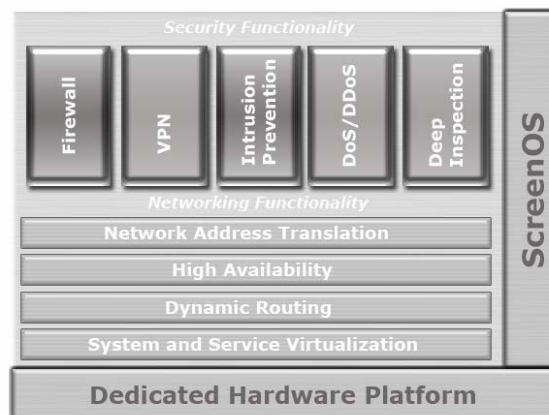 Security Functionality
Firewall
VPN
Intrusion
Prevention
DoS/DDoS
Deep
Inspection
Networking Functionality
Network Address Translation
High Availability
Dynamic Routing
System and Service Virtualization
ScreenOS
Dedicated Hardware Platform